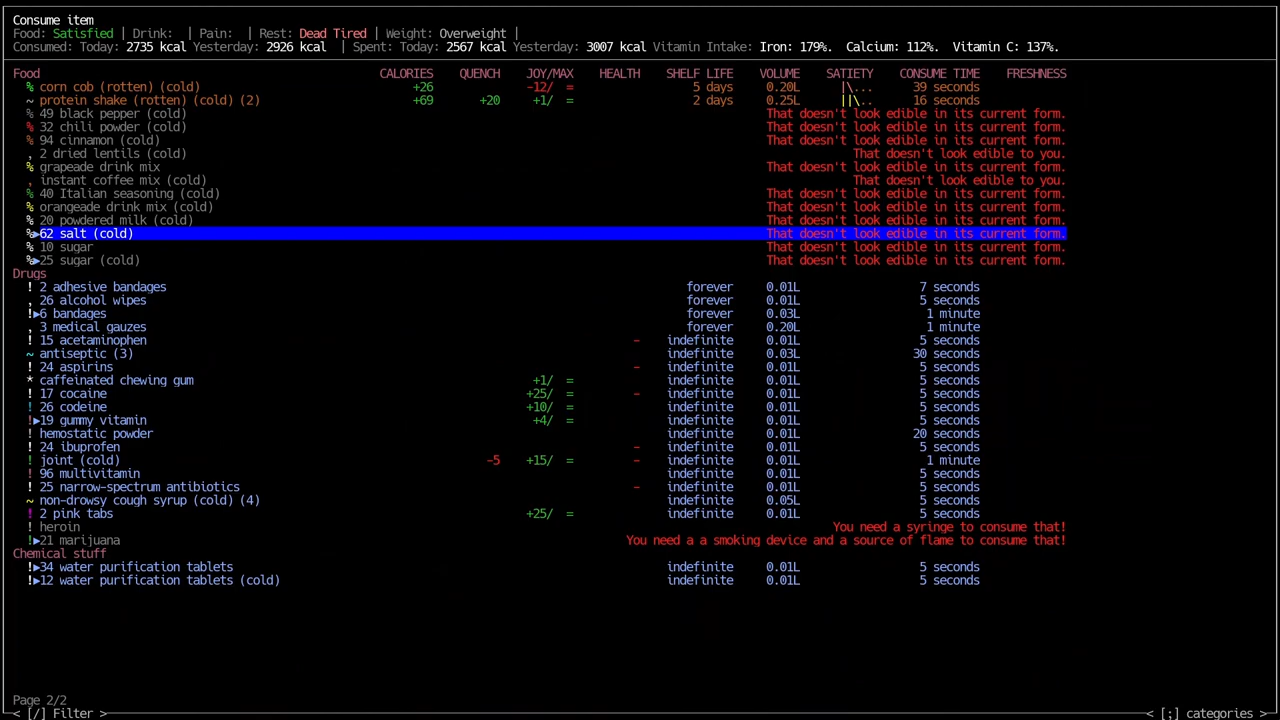 Consume item
Food: Satisfied | Drink: | Pain: | Rest: Dead Tired | Weight: Overweight |
Consumed: Today: 2735 kcal Yesterday: 2926 kcal | Spent: Today: 2567 kcal Yesterday: 3007 kcal Vitamin Intake: Iron: 179%. Calcium: 112%. Vitamin C: 137%.
Food CALORIES QUENCH JOY/MAX HEALTH SHELF LIFE VOLUME SATIETY CONSUME TIME FRESHNESS
% corn cob (rotten) (cold) +26 -12/ = 5 days 0.20L |\... 39 seconds
~ protein shake (rotten) (cold) (2) +69 +20 +1/ = 2 days 0.25L ||\.. 16 seconds
% 49 black pepper (cold) That doesn't look edible in its current form.
% 32 chili powder (cold) That doesn't look edible in its current form.
% 94 cinnamon (cold) That doesn't look edible in its current form.
, 2 dried lentils (cold) That doesn't look edible to you.
% grapeade drink mix That doesn't look edible in its current form.
, instant coffee mix (cold) That doesn't look edible to you.
% 40 Italian seasoning (cold) That doesn't look edible in its current form.
% orangeade drink mix (cold) That doesn't look edible in its current form.
% 20 powdered milk (cold) That doesn't look edible in its current form.
%▸62 salt (cold) That doesn't look edible in its current form.
% 10 sugar That doesn't look edible in its current form.
%▸25 sugar (cold) That doesn't look edible in its current form.
Drugs
! 2 adhesive bandages forever 0.01L 7 seconds
, 26 alcohol wipes forever 0.01L 5 seconds
!▸6 bandages forever 0.03L 1 minute
, 3 medical gauzes forever 0.20L 1 minute
! 15 acetaminophen - indefinite 0.01L 5 seconds
~ antiseptic (3) indefinite 0.03L 30 seconds
! 24 aspirins - indefinite 0.01L 5 seconds
* caffeinated chewing gum +1/ = indefinite 0.01L 5 seconds
! 17 cocaine +25/ = - indefinite 0.01L 5 seconds
! 26 codeine +10/ = indefinite 0.01L 5 seconds
!▸19 gummy vitamin +4/ = indefinite 0.01L 5 seconds
! hemostatic powder indefinite 0.01L 20 seconds
! 24 ibuprofen - indefinite 0.01L 5 seconds
! joint (cold) -5 +15/ = - indefinite 0.01L 1 minute
! 96 multivitamin indefinite 0.01L 5 seconds
! 25 narrow-spectrum antibiotics - indefinite 0.01L 5 seconds
~ non-drowsy cough syrup (cold) (4) indefinite 0.05L 5 seconds
! 2 pink tabs +25/ = indefinite 0.01L 5 seconds
! heroin You need a syringe to consume that!
!▸21 marijuana You need a a smoking device and a source of flame to consume that!
Chemical stuff
!▸34 water purification tablets indefinite 0.01L 5 seconds
!▸12 water purification tablets (cold) indefinite 0.01L 5 seconds
Page 2/2
< [/] Filter > < [;] categories >